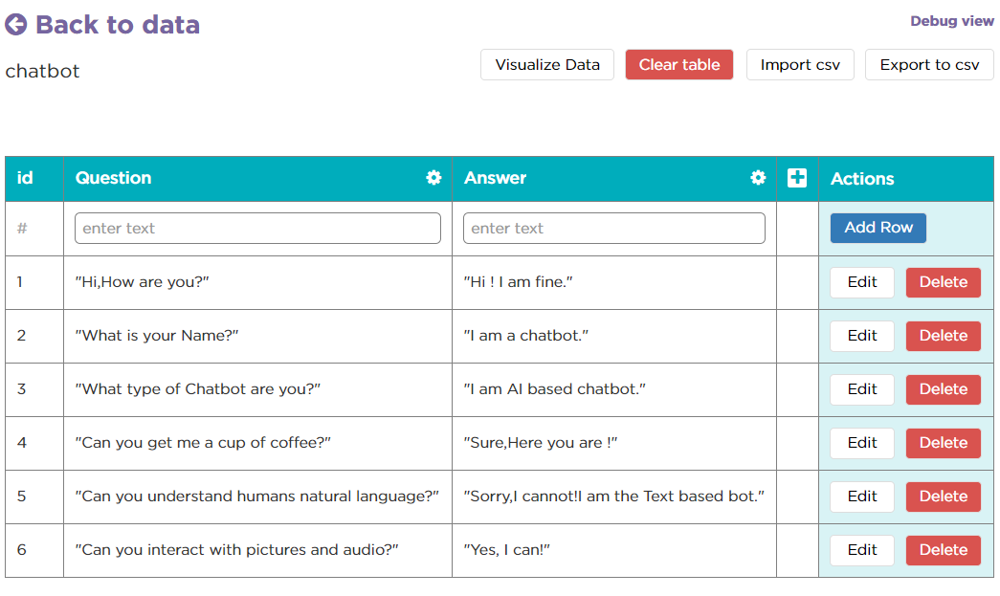 Back to data
Debug view
chatbot
Visualize Data Clear table Import csv Export to csv
id Question Answer Actions
# enter text enter text Add Row
1 "Hi,How are you?" "Hi ! I am fine." Edit Delete
2 "What is your Name?" "I am a chatbot." Edit Delete
3 "What type of Chatbot are you?" "I am AI based chatbot." Edit Delete
4 "Can you get me a cup of coffee?" "Sure,Here you are !" Edit Delete
5 "Can you understand humans natural language?" "Sorry,I cannot!I am the Text based bot." Edit Delete
6 "Can you interact with pictures and audio?" "Yes, I can!" Edit Delete